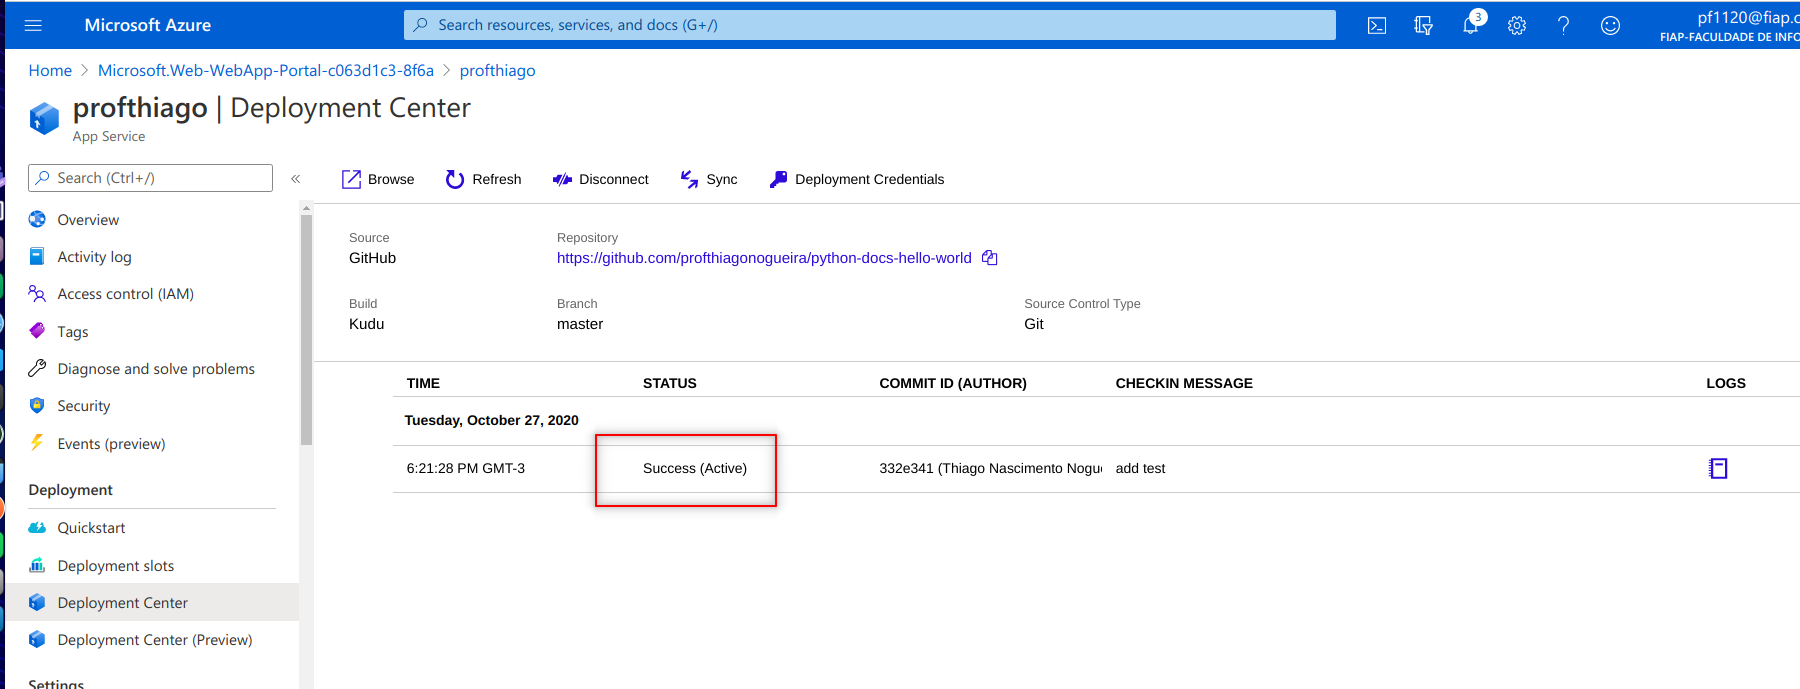 Microsoft Azure
Search resources, services, and docs (G+/)
3
pf1120@fiap.c
FIAP-FACULDADE DE INFO
Home > Microsoft.Web-WebApp-Portal-c063d1c3-8f6a > profthiago
profthiago | Deployment Center
App Service
Search (Ctrl+/)
«
Browse
Refresh
Disconnect
Sync
Deployment Credentials
Overview
Activity log
Access control (IAM)
Tags
Diagnose and solve problems
Security
Events (preview)
Deployment
Quickstart
Deployment slots
Deployment Center
Deployment Center (Preview)
Settings
Source
GitHub
Repository
https://github.com/profthiagonogueira/python-docs-hello-world
Build
Kudu
Branch
master
Source Control Type
Git
TIME STATUS COMMIT ID (AUTHOR) CHECKIN MESSAGE LOGS
Tuesday, October 27, 2020
6:21:28 PM GMT-3 Success (Active) 332e341 (Thiago Nascimento Nogu add test